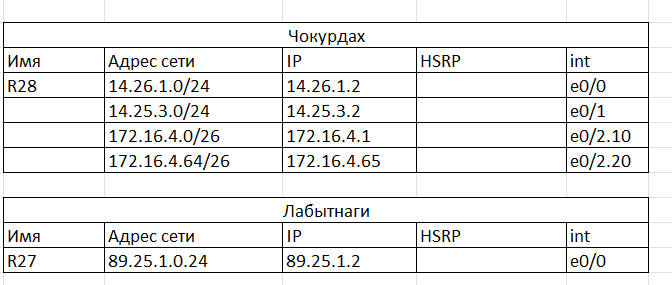 Чокурдах
Имя Адрес сети IP HSRP int
R28 14.26.1.0/24 14.26.1.2 e0/0
14.25.3.0/24 14.25.3.2 e0/1
172.16.4.0/26 172.16.4.1 e0/2.10
172.16.4.64/26 172.16.4.65 e0/2.20
Лабытнаги
Имя Адрес сети IP HSRP int
R27 89.25.1.0.24 89.25.1.2 e0/0